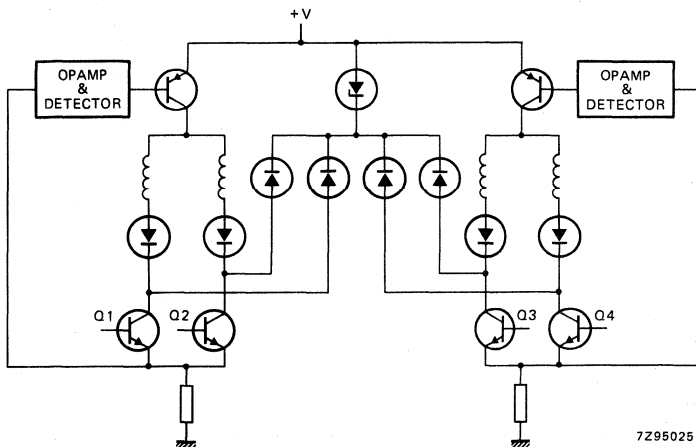 +V
OPAMP
&
DETECTOR
OPAMP
&
DETECTOR
Q1
Q2
Q3
Q4
7Z95025